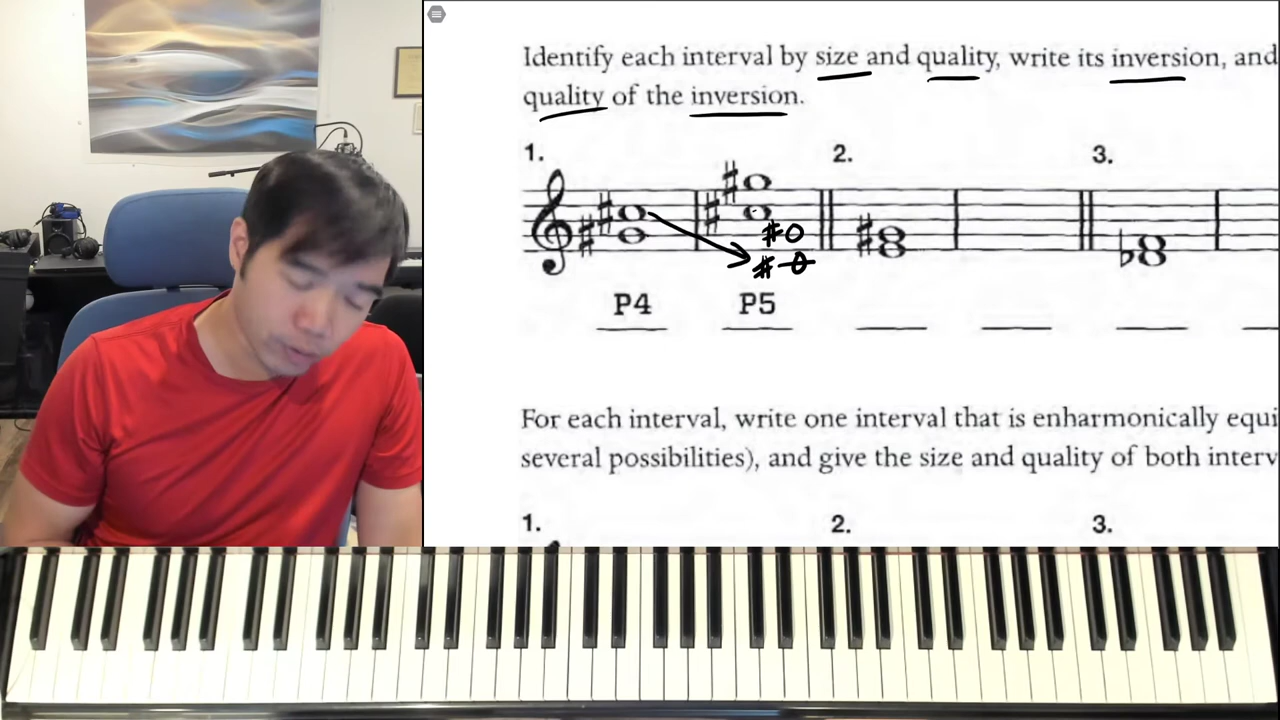 Identify each interval by size and quality, write its inversion, and
quality of the inversion.
1. 2. 3.
P4 P5
For each interval, write one interval that is enharmonically equi
several possibilities), and give the size and quality of both interv
1. 2. 3.